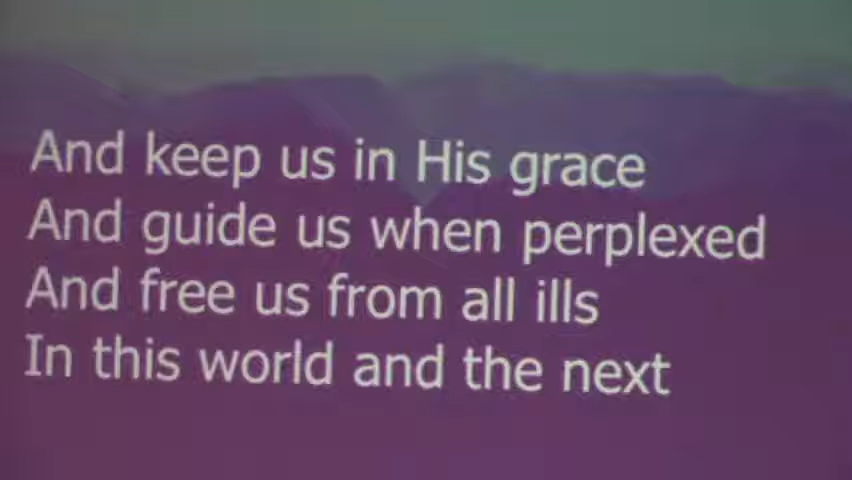 And keep us in His grace
And guide us when perplexed
And free us from all ills
In this world and the next